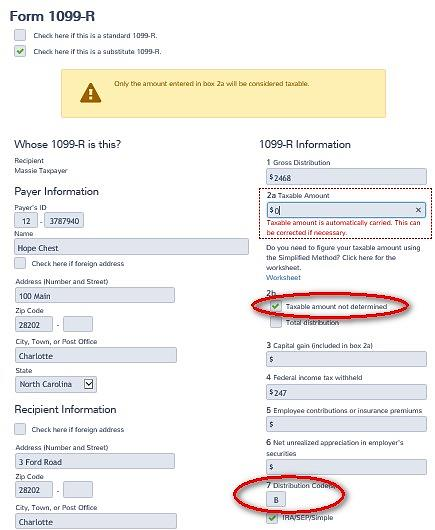 Form 1099-R
Check here if this is a standard 1099-R.
Check here if this is a substitute 1099-R.
Only the amount entered in box 2a will be considered taxable.
Whose 1099-R is this?
Recipient
Massie Taxpayer
Payer Information
Payer's ID
12 - 3787940
Name
Hope Chest
Check here if foreign address
Address (Number and Street)
100 Main
Zip Code
28202 -
City, Town, or Post Office
Charlotte
State
North Carolina
Recipient Information
Check here if foreign address
Address (Number and Street)
3 Ford Road
Zip Code
28202 -
City, Town, or Post Office
Charlotte
1099-R Information
1 Gross Distribution
$ 2468
2a Taxable Amount
$ 0
Taxable amount is automatically carried. This can
be corrected if necessary.
Do you need to figure your taxable amount using
the Simplified Method? Click here for the
worksheet.
Worksheet
2b
Taxable amount not determined
Total distribution
3 Capital gain (included in box 2a)
$
4 Federal income tax withheld
$ 247
5 Employee contributions or insurance premiums
$
6 Net unrealized appreciation in employer's
securities
$
7 Distribution Code(s)
B
IRA/SEP/Simple